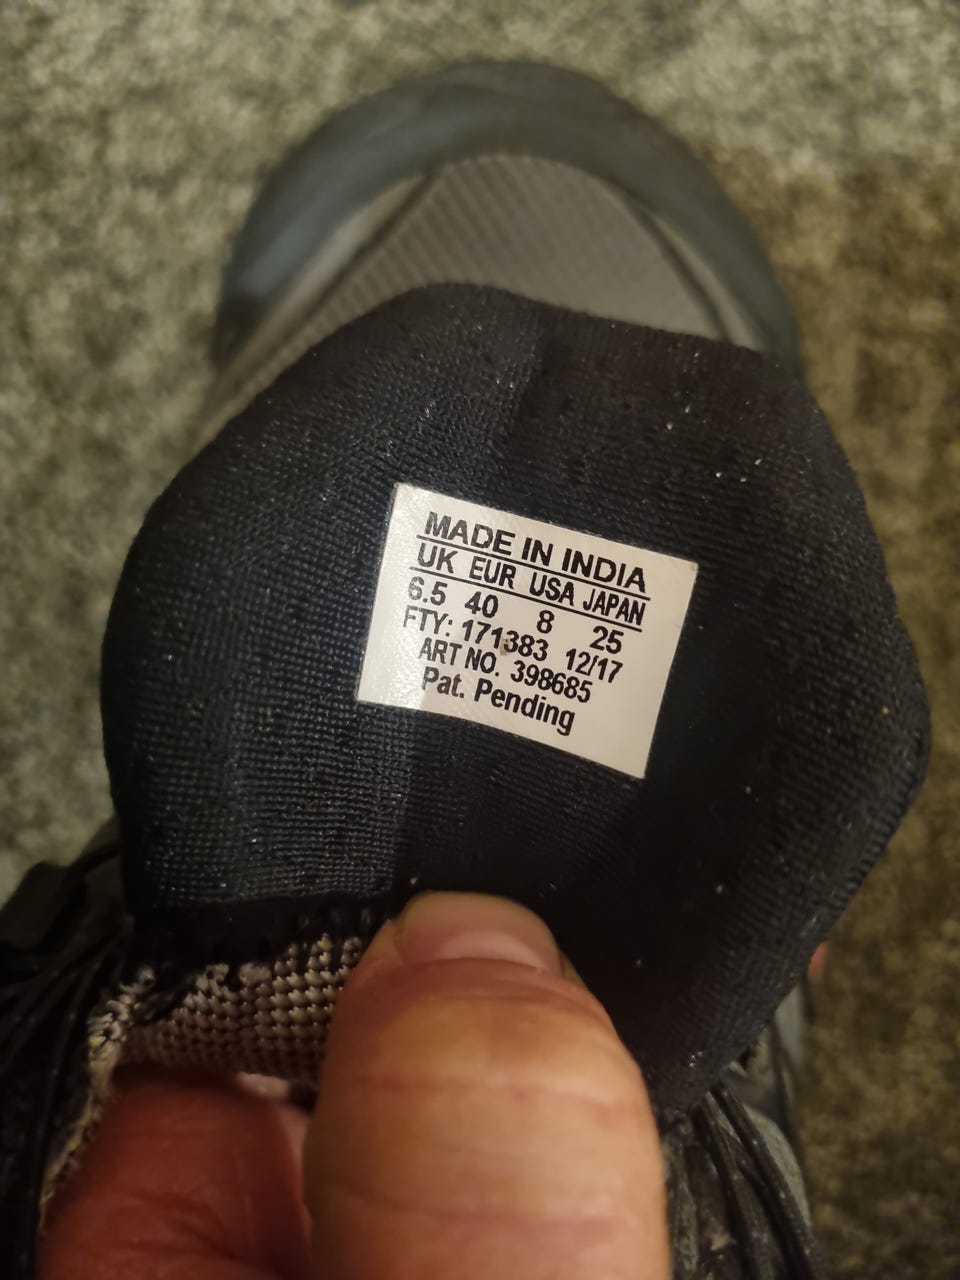 MADE IN INDIA
UK EUR USA JAPAN
6.5 40 8 25
FTY: 171383 12/17
ART NO. 398685
Pat. Pending